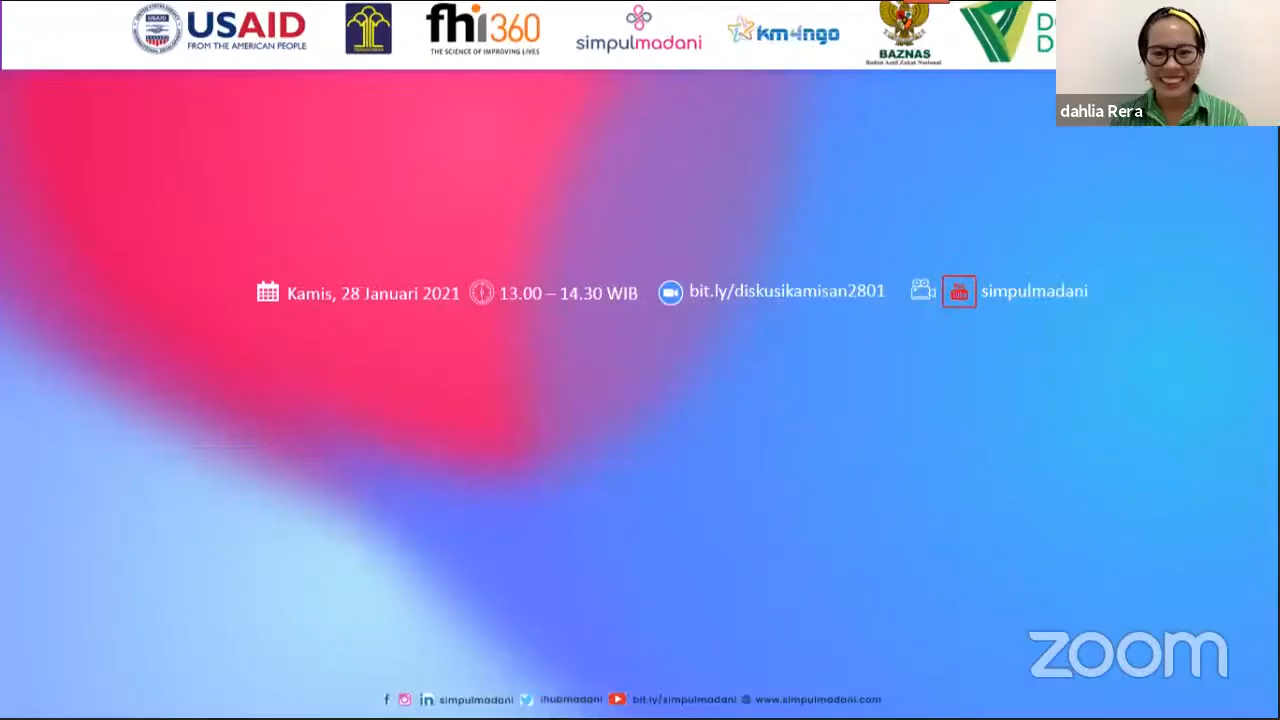 USAID
FROM THE AMERICAN PEOPLE
fhi360
THE SCIENCE OF IMPROVING LIVES
simpulmadani
km4ngo
BAZNAS
Badan Amil Zakat Nasional
dahlia Rera
Kamis, 28 Januari 2021
13.00 – 14.30 WIB
bit.ly/diskusikamisan2801
simpulmadani
simpulmadani
ihubmadani
bit.ly/simpulmadani
www.simpulmadani.com
zoom